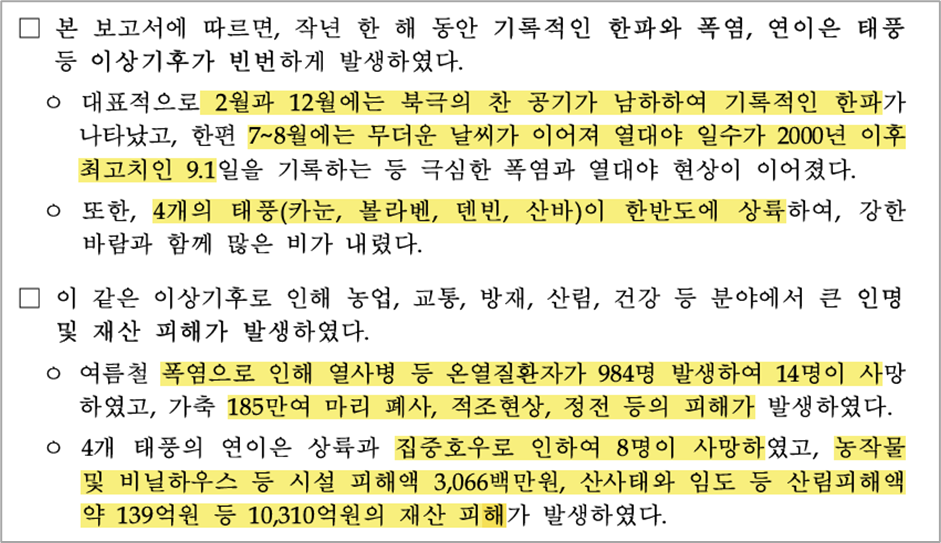 □ 본 보고서에 따르면, 작년 한 해 동안 기록적인 한파와 폭염, 연이은 태풍
등 이상기후가 빈번하게 발생하였다.
ㅇ 대표적으로 2월과 12월에는 북극의 찬 공기가 남하하여 기록적인 한파가
나타났고, 한편 7~8월에는 무더운 날씨가 이어져 열대야 일수가 2000년 이후
최고치인 9.1일을 기록하는 등 극심한 폭염과 열대야 현상이 이어졌다.
ㅇ 또한, 4개의 태풍(카눈, 볼라벤, 덴빈, 산바)이 한반도에 상륙하여, 강한
바람과 함께 많은 비가 내렸다.
□ 이 같은 이상기후로 인해 농업, 교통, 방재, 산림, 건강 등 분야에서 큰 인명
및 재산 피해가 발생하였다.
ㅇ 여름철 폭염으로 인해 열사병 등 온열질환자가 984명 발생하여 14명이 사망
하였고, 가축 185만여 마리 폐사, 적조현상, 정전 등의 피해가 발생하였다.
ㅇ 4개 태풍의 연이은 상륙과 집중호우로 인하여 8명이 사망하였고, 농작물
및 비닐하우스 등 시설 피해액 3,066백만원, 산사태와 임도 등 산림피해액
약 139억원 등 10,310억원의 재산 피해가 발생하였다.